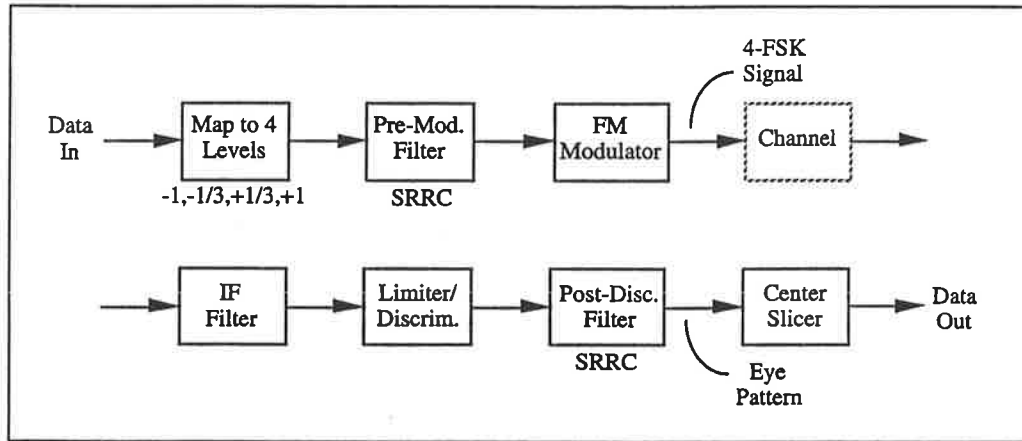 4-FSK
Signal
Data
In
Map to 4
Levels
-1,-1/3,+1/3,+1
Pre-Mod.
Filter
SRRC
FM
Modulator
Channel
IF
Filter
Limiter/
Discrim.
Post-Disc.
Filter
SRRC
Center
Slicer
Data
Out
Eye
Pattern